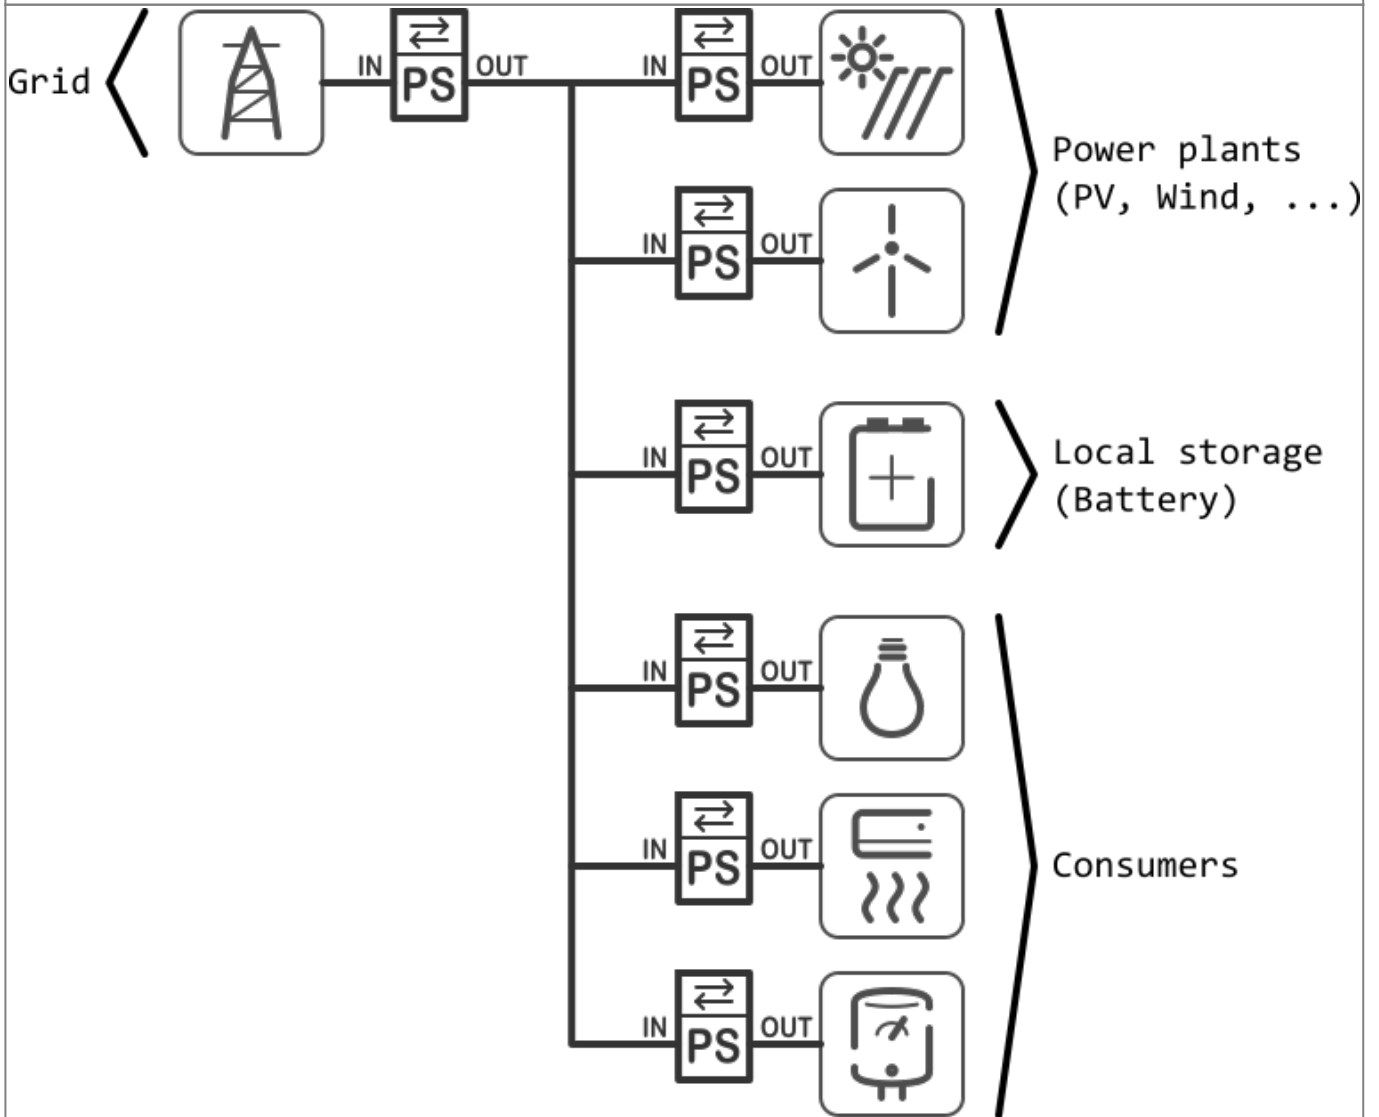 Grid
IN PS OUT
IN PS OUT
Power plants
(PV, Wind, ...)
IN PS OUT
IN PS OUT
Local storage
(Battery)
IN PS OUT
IN PS OUT
Consumers
IN PS OUT